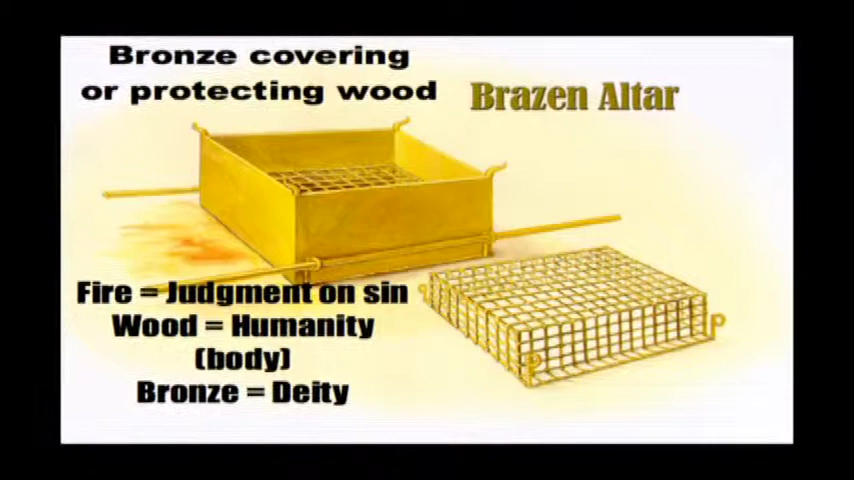 Bronze covering
or protecting wood
Brazen Altar
Fire = Judgment on sin
Wood = Humanity
(body)
Bronze = Deity